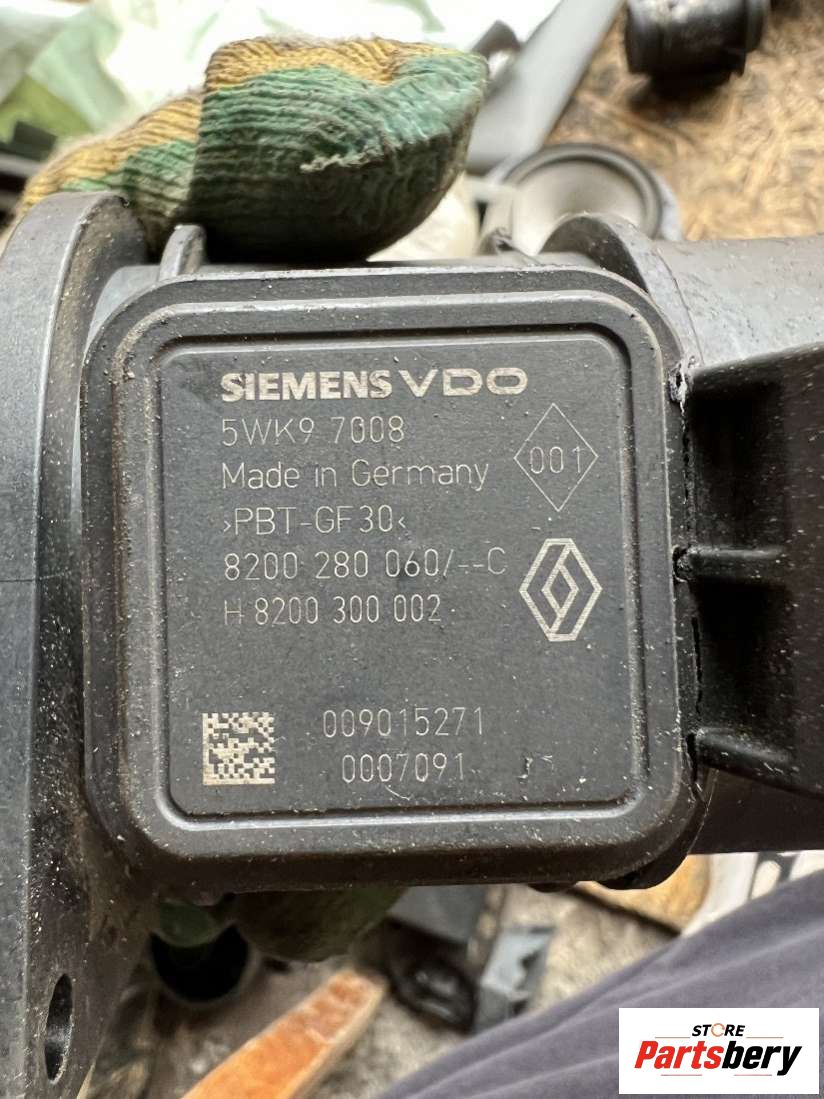 SIEMENS VDO
5WK9 7008
001
Made in Germany
>PBT-GF30<
8200 280 060/--C
H 8200 300 002
009015271
0007091
STORE
Partsbery